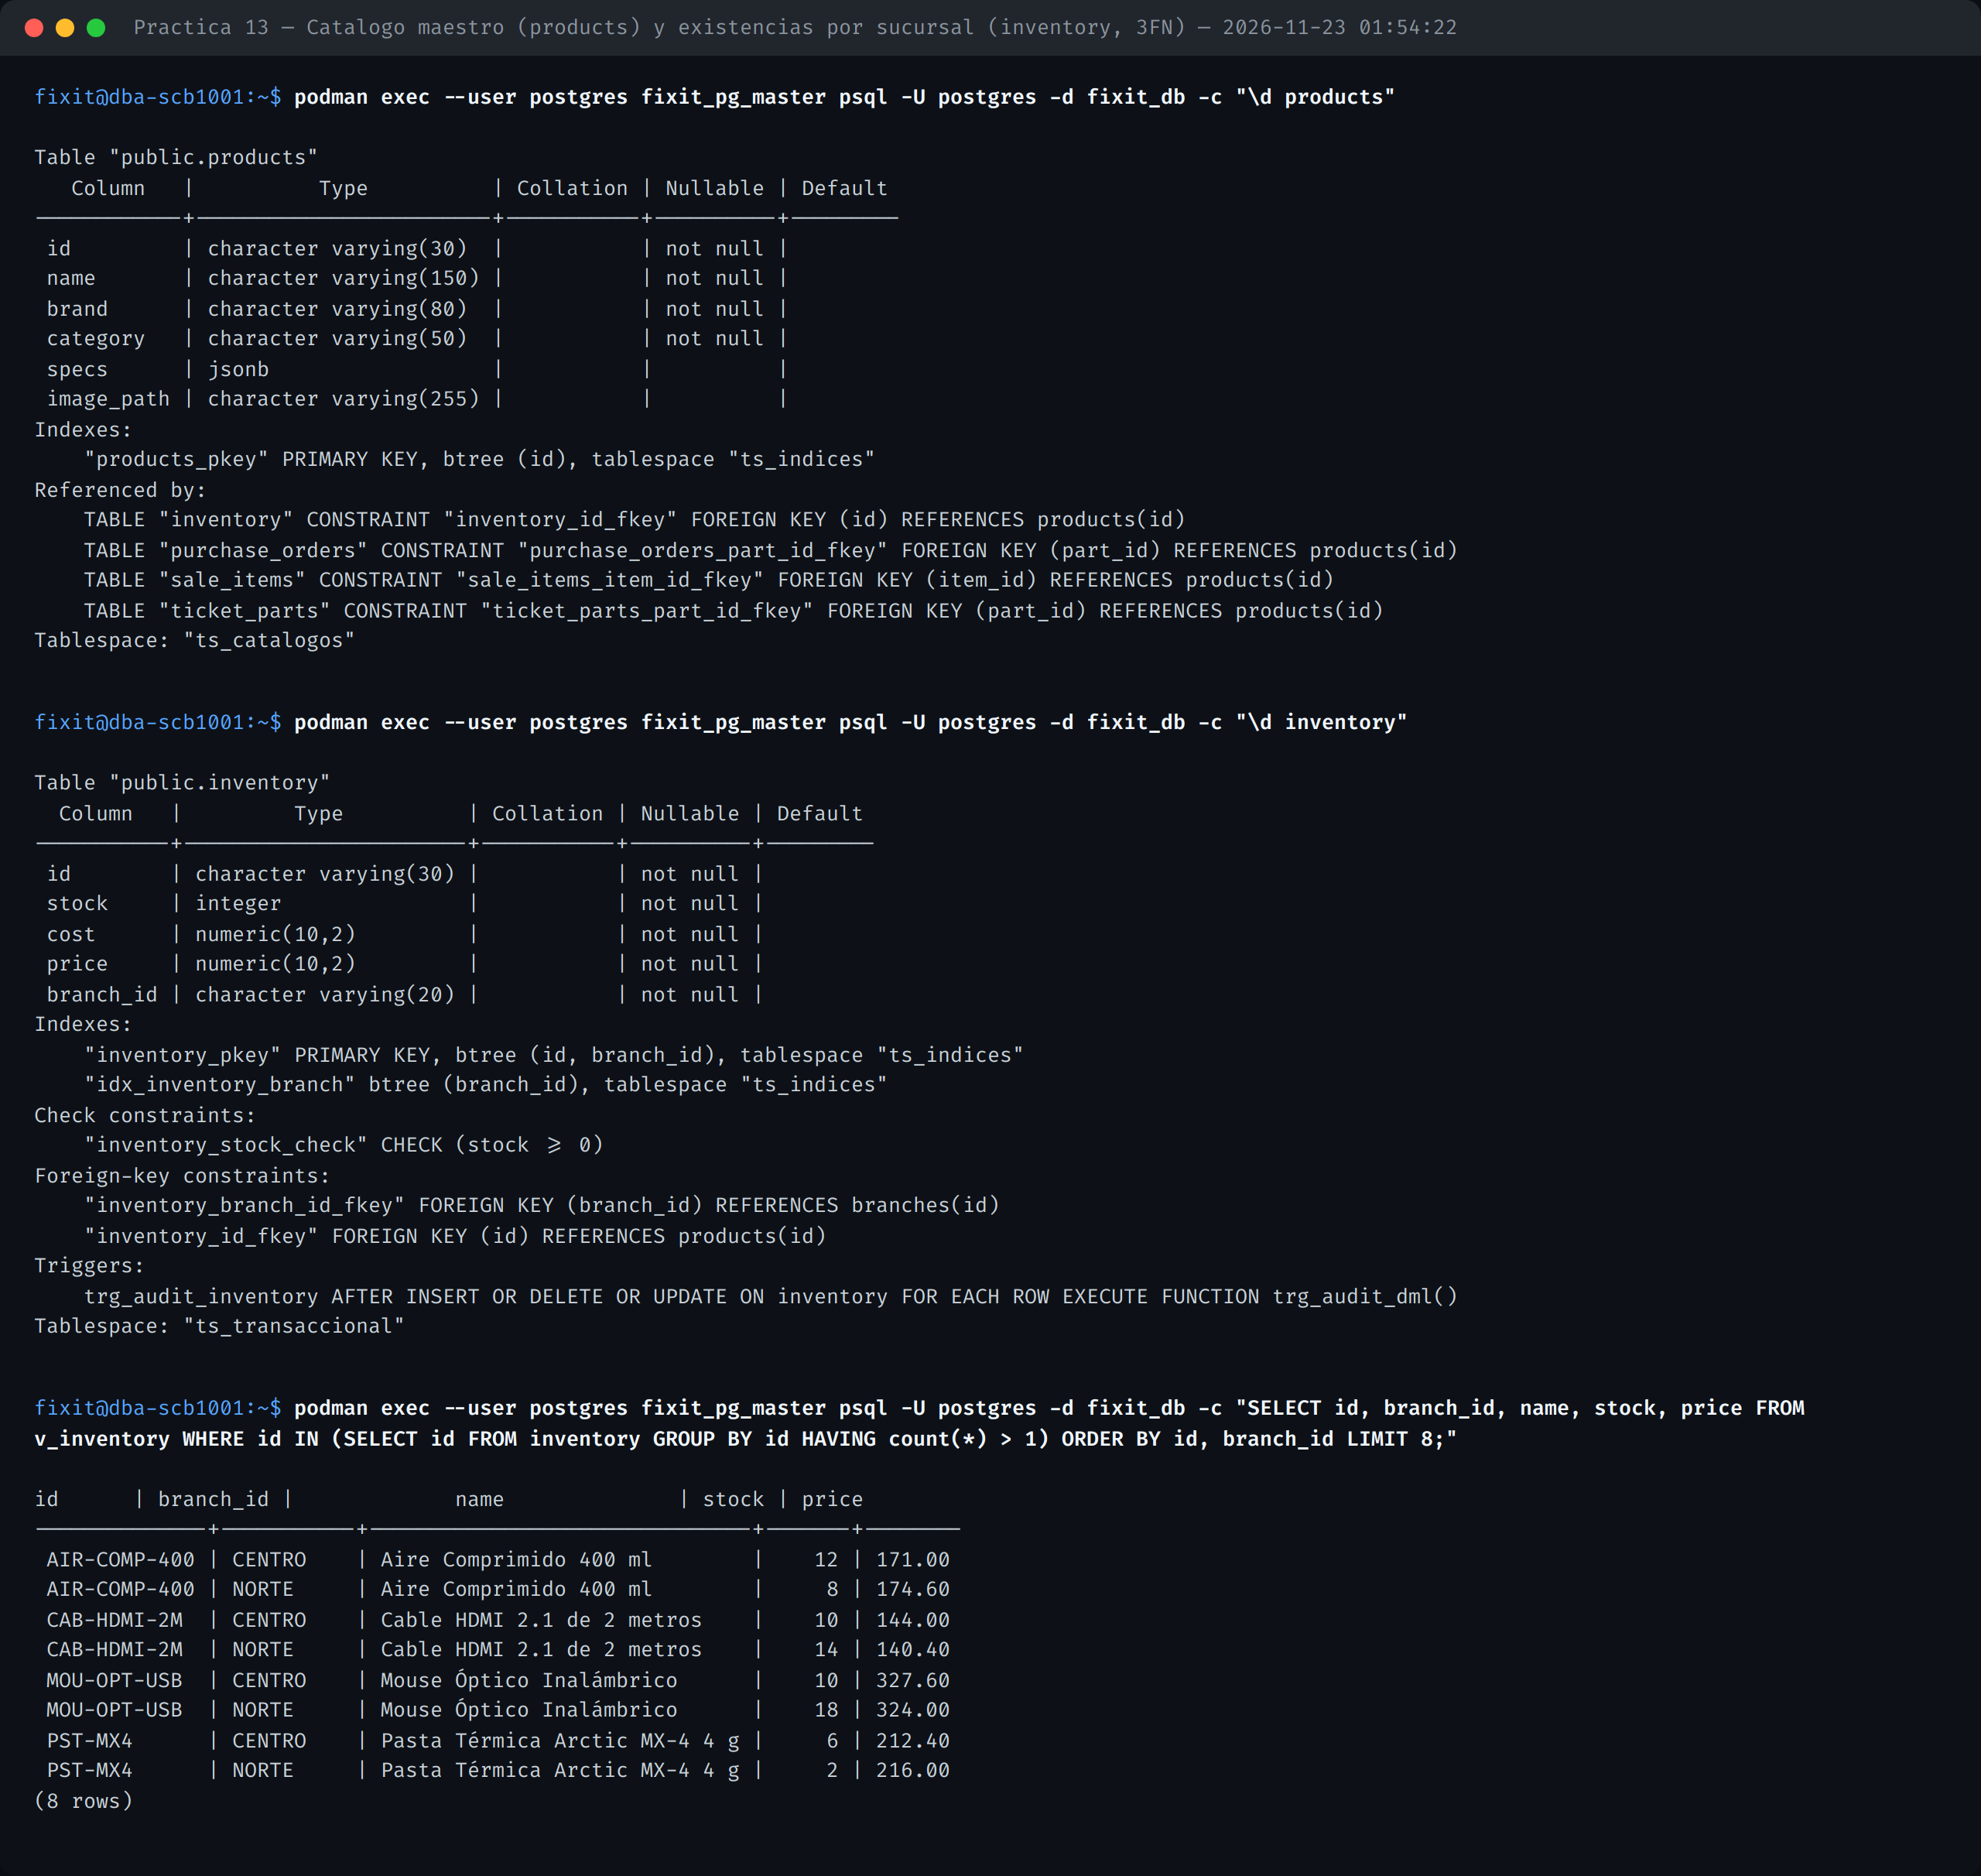 Practica 13 — Catalogo maestro (products) y existencias por sucursal (inventory, 3FN) — 2026-11-23 01:54:22
fixit@dba-scb1001:~$ podman exec --user postgres fixit_pg_master psql -U postgres -d fixit_db -c "\d products"
Table "public.products"
   Column   |          Type          | Collation | Nullable | Default
------------+------------------------+-----------+----------+---------
 id         | character varying(30)  |           | not null |
 name       | character varying(150) |           | not null |
 brand      | character varying(80)  |           | not null |
 category   | character varying(50)  |           | not null |
 specs      | jsonb                  |           |          |
 image_path | character varying(255) |           |          |
Indexes:
    "products_pkey" PRIMARY KEY, btree (id), tablespace "ts_indices"
Referenced by:
    TABLE "inventory" CONSTRAINT "inventory_id_fkey" FOREIGN KEY (id) REFERENCES products(id)
    TABLE "purchase_orders" CONSTRAINT "purchase_orders_part_id_fkey" FOREIGN KEY (part_id) REFERENCES products(id)
    TABLE "sale_items" CONSTRAINT "sale_items_item_id_fkey" FOREIGN KEY (item_id) REFERENCES products(id)
    TABLE "ticket_parts" CONSTRAINT "ticket_parts_part_id_fkey" FOREIGN KEY (part_id) REFERENCES products(id)
Tablespace: "ts_catalogos"
fixit@dba-scb1001:~$ podman exec --user postgres fixit_pg_master psql -U postgres -d fixit_db -c "\d inventory"
Table "public.inventory"
  Column   |         Type          | Collation | Nullable | Default
-----------+-----------------------+-----------+----------+---------
 id        | character varying(30) |           | not null |
 stock     | integer               |           | not null |
 cost      | numeric(10,2)         |           | not null |
 price     | numeric(10,2)         |           | not null |
 branch_id | character varying(20) |           | not null |
Indexes:
    "inventory_pkey" PRIMARY KEY, btree (id, branch_id), tablespace "ts_indices"
    "idx_inventory_branch" btree (branch_id), tablespace "ts_indices"
Check constraints:
    "inventory_stock_check" CHECK (stock >= 0)
Foreign-key constraints:
    "inventory_branch_id_fkey" FOREIGN KEY (branch_id) REFERENCES branches(id)
    "inventory_id_fkey" FOREIGN KEY (id) REFERENCES products(id)
Triggers:
    trg_audit_inventory AFTER INSERT OR DELETE OR UPDATE ON inventory FOR EACH ROW EXECUTE FUNCTION trg_audit_dml()
Tablespace: "ts_transaccional"
fixit@dba-scb1001:~$ podman exec --user postgres fixit_pg_master psql -U postgres -d fixit_db -c "SELECT id, branch_id, name, stock, price FROM
v_inventory WHERE id IN (SELECT id FROM inventory GROUP BY id HAVING count(*) > 1) ORDER BY id, branch_id LIMIT 8;"
id      | branch_id |             name              | stock | price
--------------+-----------+-------------------------------+-------+--------
 AIR-COMP-400 | CENTRO    | Aire Comprimido 400 ml        |    12 | 171.00
 AIR-COMP-400 | NORTE     | Aire Comprimido 400 ml        |     8 | 174.60
 CAB-HDMI-2M  | CENTRO    | Cable HDMI 2.1 de 2 metros    |    10 | 144.00
 CAB-HDMI-2M  | NORTE     | Cable HDMI 2.1 de 2 metros    |    14 | 140.40
 MOU-OPT-USB  | CENTRO    | Mouse Óptico Inalámbrico      |    10 | 327.60
 MOU-OPT-USB  | NORTE     | Mouse Óptico Inalámbrico      |    18 | 324.00
 PST-MX4      | CENTRO    | Pasta Térmica Arctic MX-4 4 g |     6 | 212.40
 PST-MX4      | NORTE     | Pasta Térmica Arctic MX-4 4 g |     2 | 216.00
(8 rows)